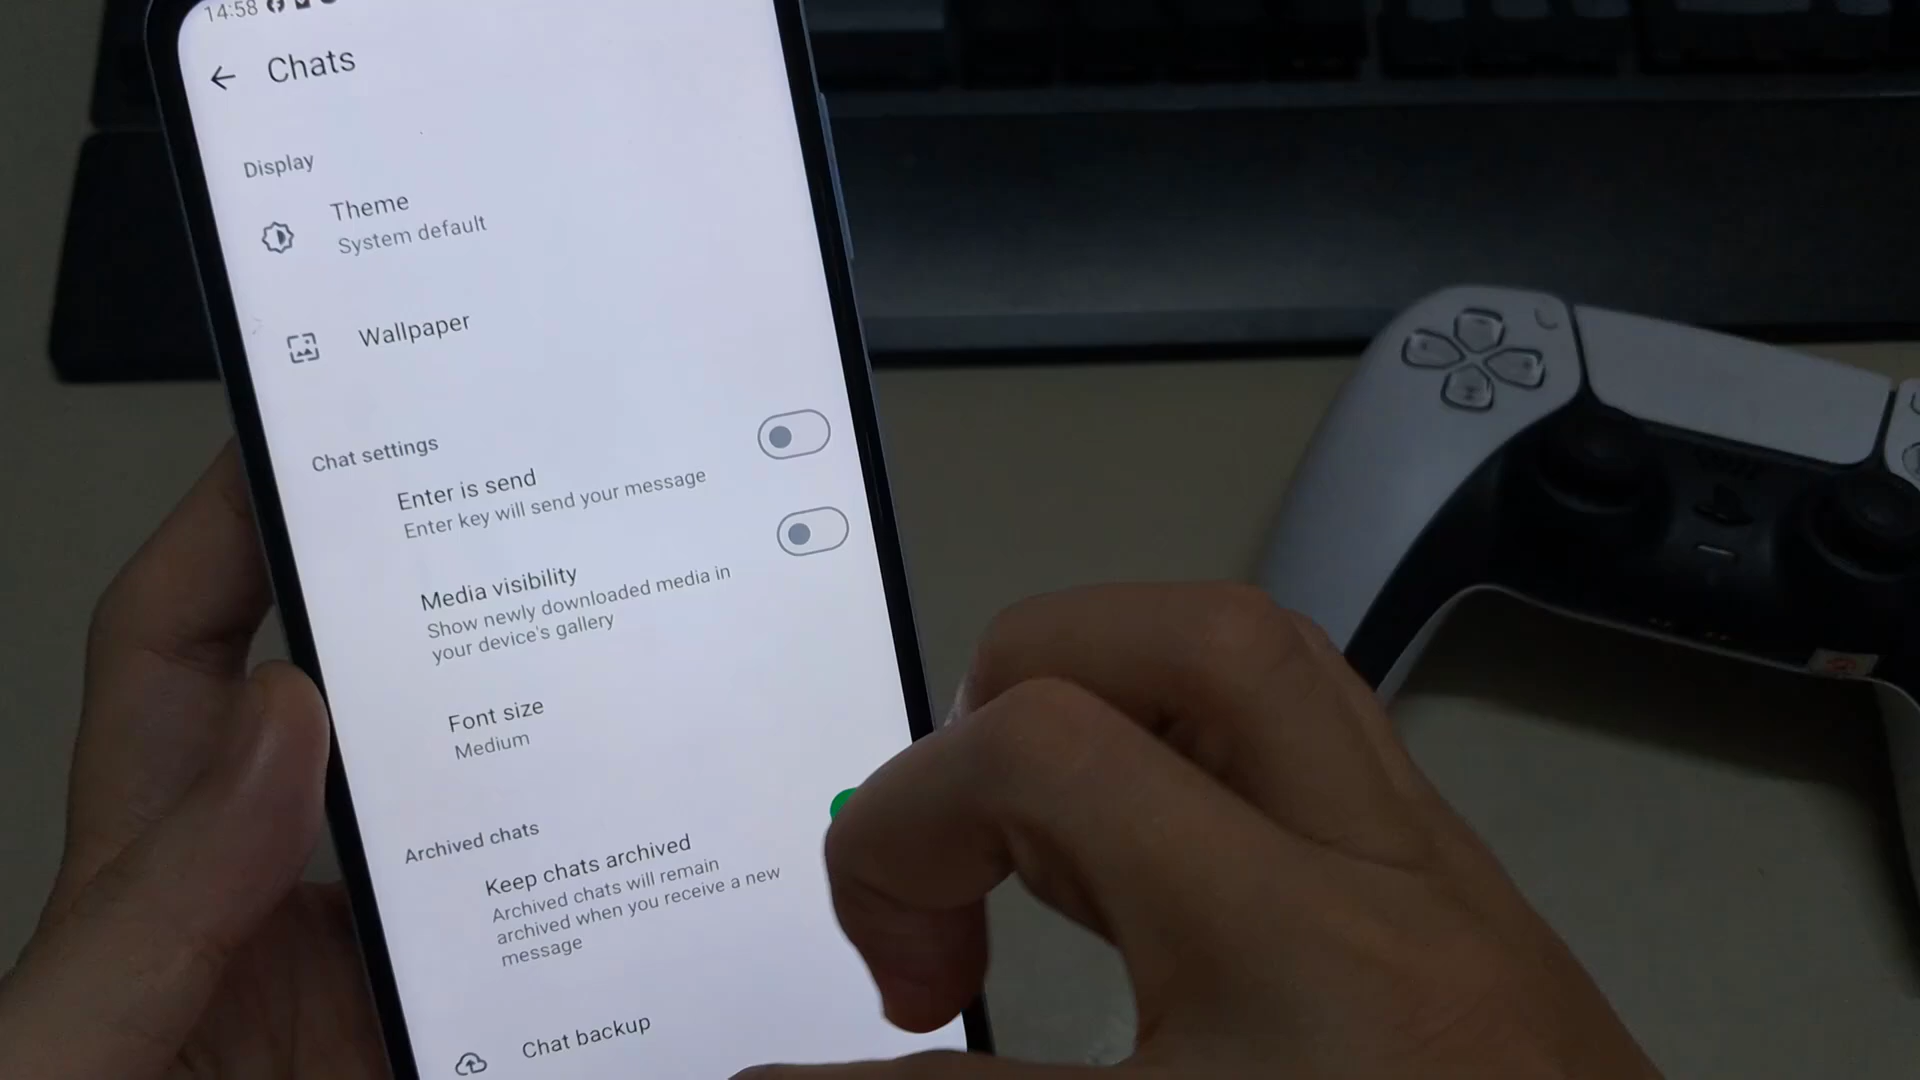 14:58
Chats
Display
Theme
System default
Wallpaper
Chat settings
Enter is send
Enter key will send your message
Media visibility
Show newly downloaded media in
your device's gallery
Font size
Medium
Archived chats
Keep chats archived
Archived chats will remain
archived when you receive a new
message
Chat backup